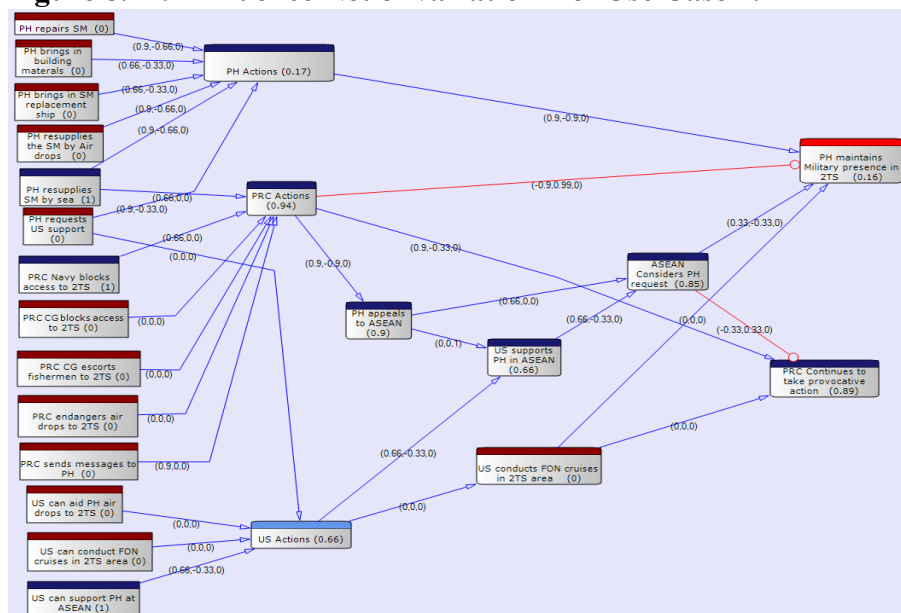 PH repairs SM (0)
PH brings in
building
materals (0)
PH brings in SM
replacement
ship (0)
PH resupplies
the SM by Air
drops (0)
PH resupplies
SM by sea (1)
PH requests
US support
(0)
PRC Navy blocks
access to 2TS (1)
PRC CG blocks access
to 2TS (0)
PRC CG escorts
fishermen to 2TS (0)
PRC endangers air
drops to 2TS (0)
PRC sends messages to
PH (0)
US can aid PH air
drops to 2TS (0)
US can conduct FON
cruises in 2TS area (0)
US can support PH at
ASEAN (1)
(0.9,-0.66,0)
(0.66,-0.33,0)
(0.66,-0.33,0)
(0.9,-0.66,0)
(0.9,-0.66,0)
(0.66,0,0)
(0.9,-0.33,0)
(0.66,0,0)
(0,0,0)
(0,0,0)
(0,0,0)
(0,0,0)
(0.9,0,0)
(0,0,0)
(0,0,0)
(0.66,-0.33,0)
PH Actions (0.17)
PRC Actions
(0.94)
US Actions (0.66)
(0.9,-0.9,0)
(-0.9,0.99,0)
(0.9,-0.33,0)
(0.9,-0.9,0)
PH appeals
to ASEAN
(0.9)
(0.66,0,0)
(0,0,1)
US supports
PH in ASEAN
(0.66)
(0.66,-0.33,0)
(0.66,-0.33,0)
(0,0,0)
US conducts FON cruises
in 2TS area (0)
ASEAN
Considers PH
request (0.85)
(0.33,-0.33,0)
(0,0,0)
(-0.33,0.33,0)
(0,0,0)
PH maintains
Military presence in
2TS (0.16)
PRC Continues to
take provocative
action (0.89)